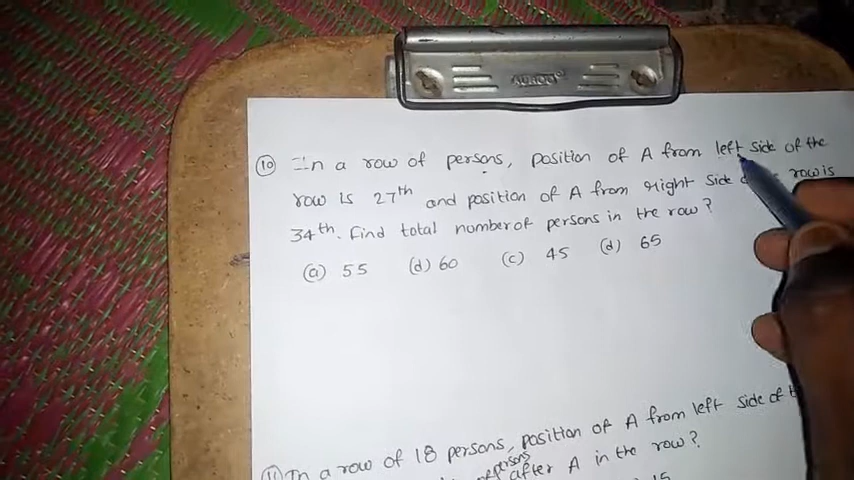 (10) In a row of persons, position of A from left side of the
row is 27th and position of A from right side row is
34th. Find total number of persons in the row?
(a) 55 (d) 60 (c) 45 (d) 65
(11) In a row of 18 persons, position of A from left side of
persons after A in the row?
15